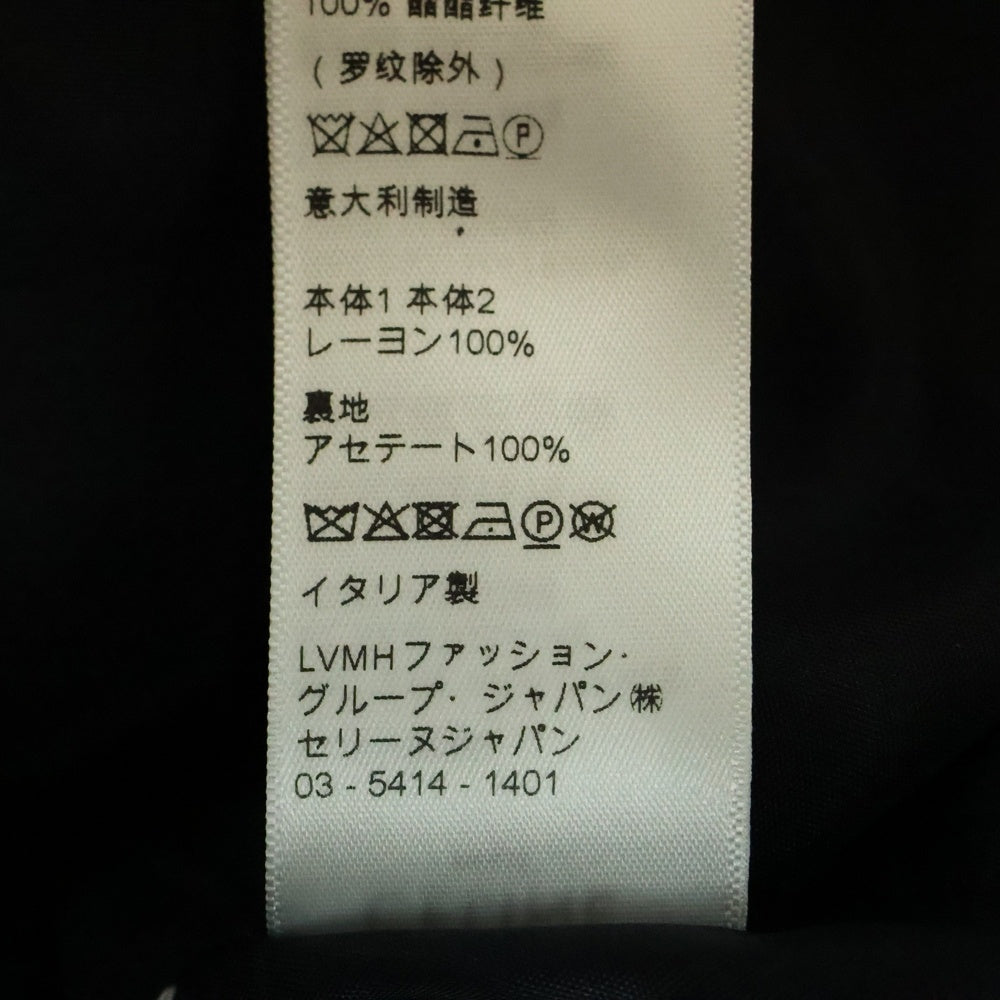 100% 醋酯纤维
(罗纹除外)
意大利制造
本体1 本体2
レーヨン100%
裏地
アセテート100%
イタリア製
LVMHファッション·
グループ· ジャパン㈱
セリーヌジャパン
03 - 5414 - 1401